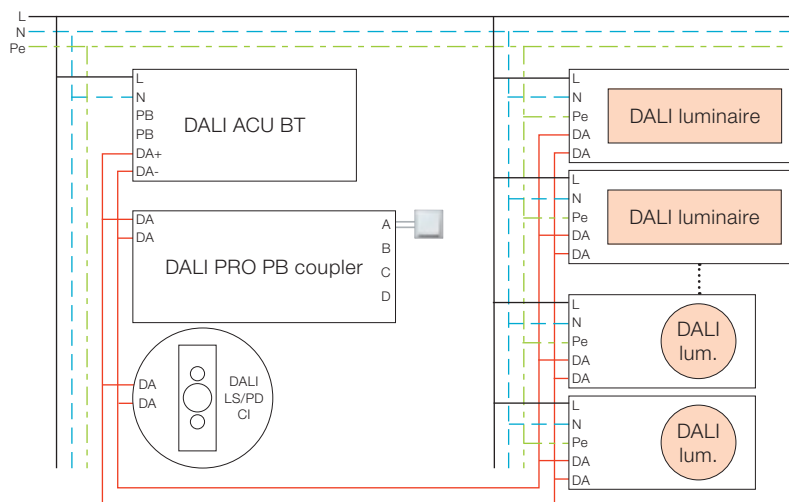 L
N
Pe
L
N
PB
PB
DA+
DA-
DALI ACU BT
DA
DA
DALI PRO PB coupler
A
B
C
D
DA
DA
DALI
LS/PD
CI
L
N
Pe
DA
DA
DALI luminaire
L
N
Pe
DA
DA
DALI luminaire
L
N
Pe
DA
DA
DALI
lum.
L
N
Pe
DA
DA
DALI
lum.